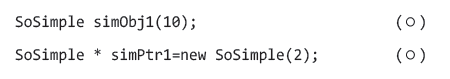 SoSimple simObj1(10); (○)
SoSimple * simPtr1=new SoSimple(2); (○)